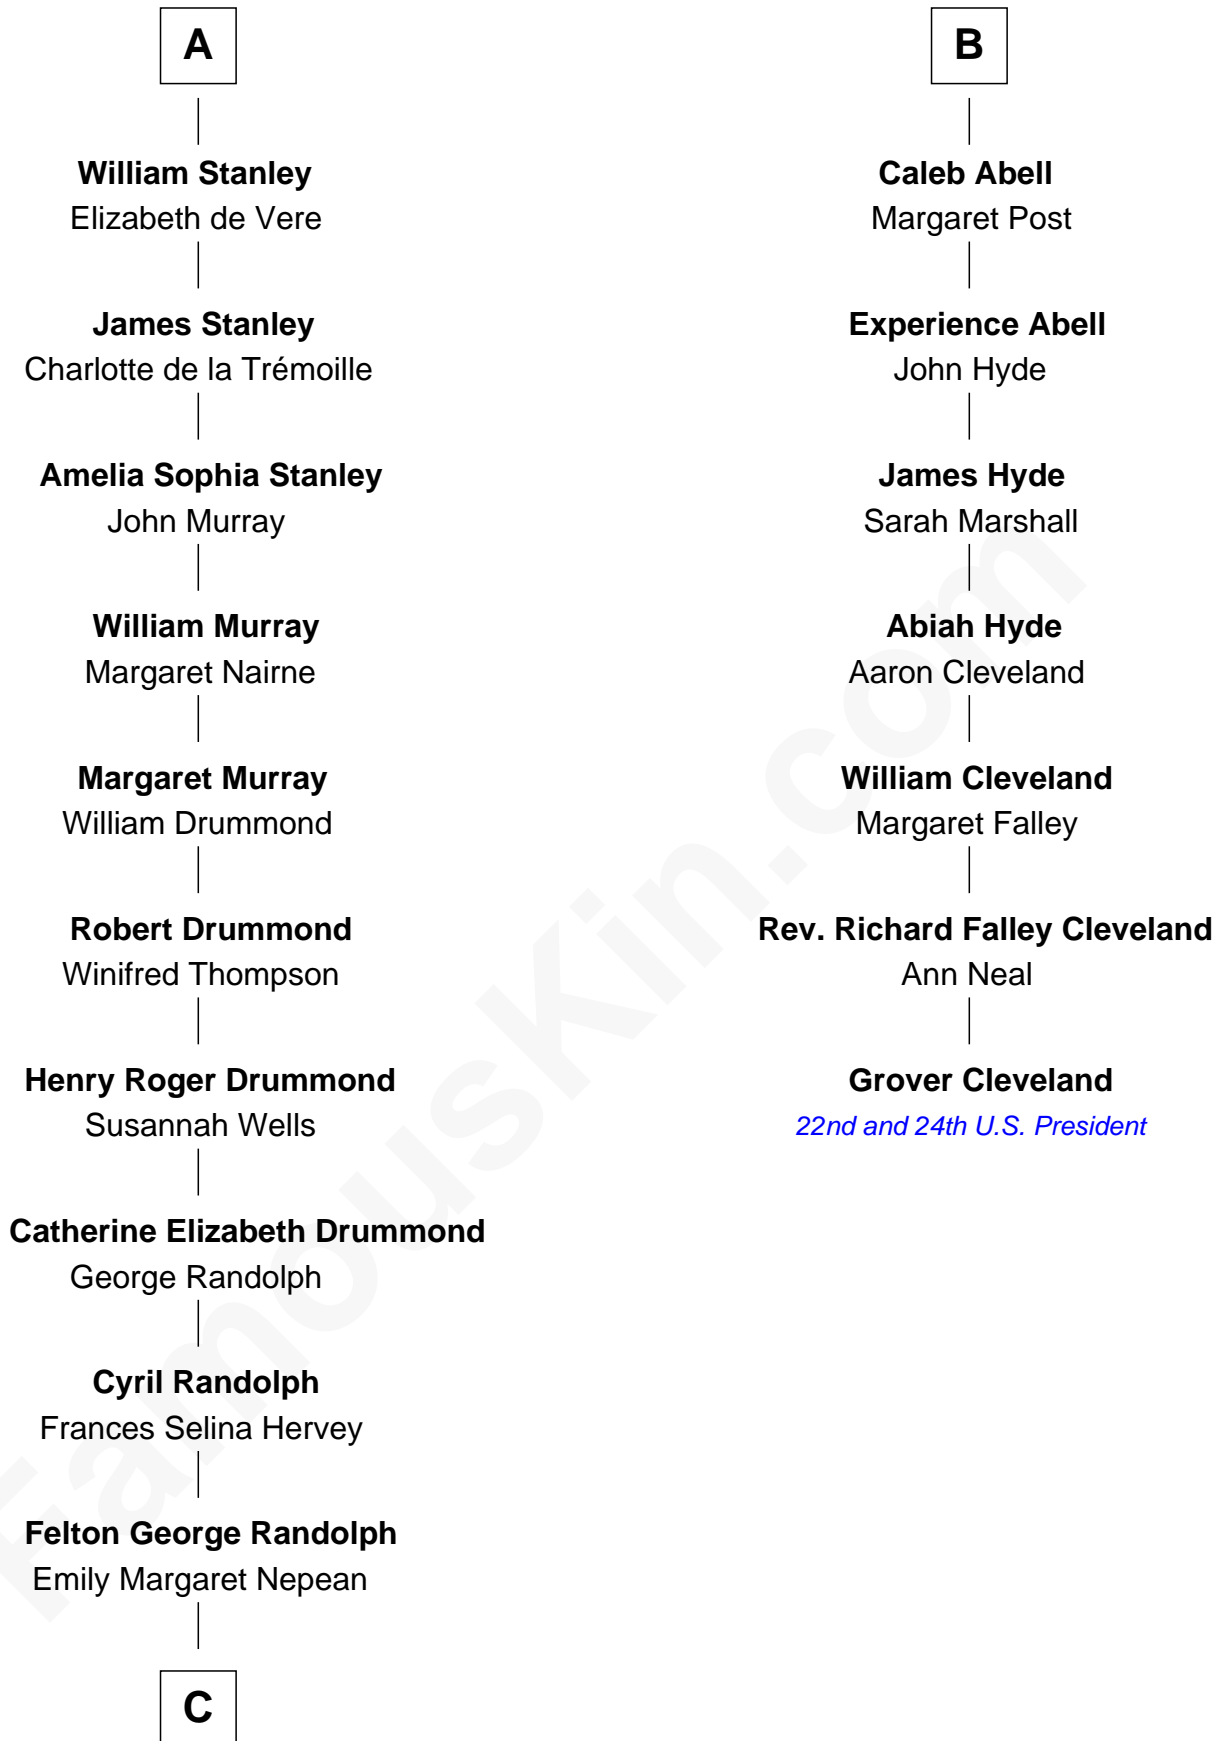 A
William Stanley
Elizabeth de Vere
James Stanley
Charlotte de la Trémoille
Amelia Sophia Stanley
John Murray
William Murray
Margaret Nairne
Margaret Murray
William Drummond
Robert Drummond
Winifred Thompson
Henry Roger Drummond
Susannah Wells
Catherine Elizabeth Drummond
George Randolph
Cyril Randolph
Frances Selina Hervey
Felton George Randolph
Emily Margaret Nepean
C
B
Caleb Abell
Margaret Post
Experience Abell
John Hyde
James Hyde
Sarah Marshall
Abiah Hyde
Aaron Cleveland
William Cleveland
Margaret Falley
Rev. Richard Falley Cleveland
Ann Neal
Grover Cleveland
22nd and 24th U.S. President
FamousKin.com